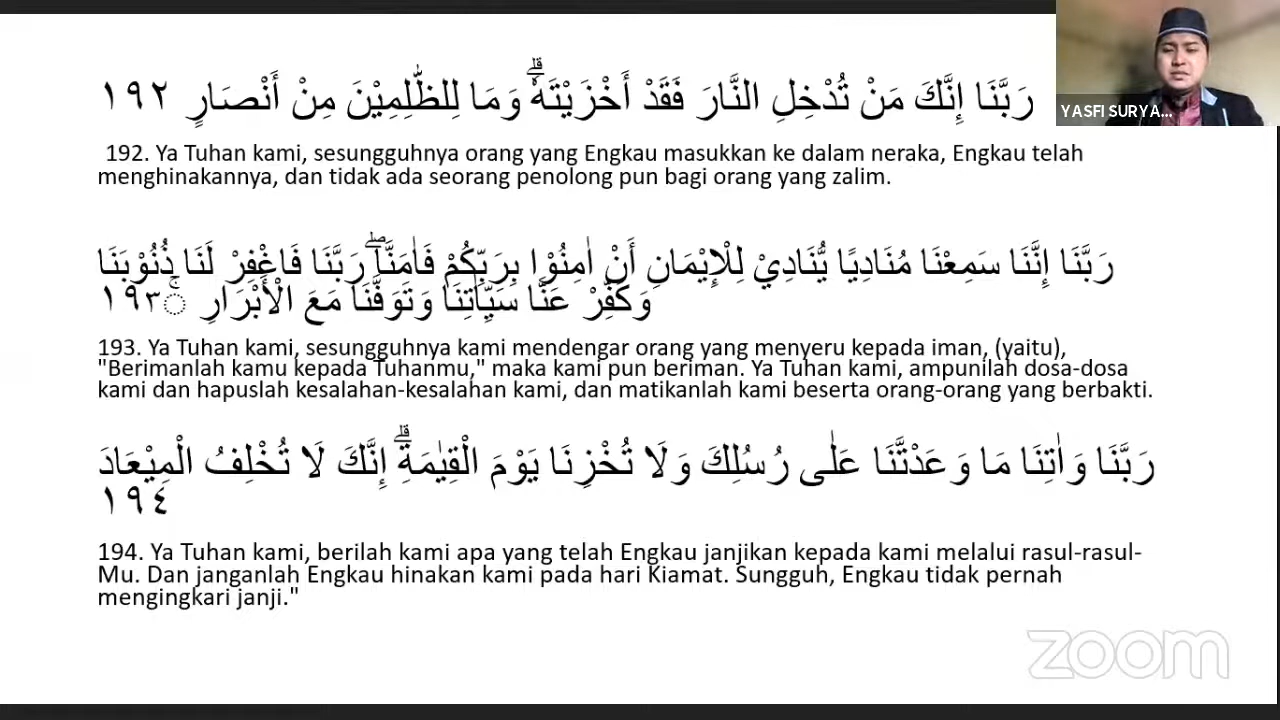 رَبَّنَا إِنَّكَ مَنْ تُدْخِلِ النَّارَ فَقَدْ أَخْزَيْتَهٗۗ وَمَا لِلظّٰلِمِيْنَ مِنْ أَنْصَارٍ ١٩٢
YASFI SURYA...
192. Ya Tuhan kami, sesungguhnya orang yang Engkau masukkan ke dalam neraka, Engkau telah
menghinakannya, dan tidak ada seorang penolong pun bagi orang yang zalim.
رَبَّنَا إِنَّنَا سَمِعْنَا مُنَادِيًا يُّنَادِيْ لِلْإِيْمَانِ أَنْ اٰمِنُوْا بِرَبِّكُمْ فَاٰمَنَّاۖ رَبَّنَا فَاغْفِرْ لَنَا ذُنُوْبَنَا
وَكَفِّرْ عَنَّا سَيِّاٰتِنَا وَتَوَفَّنَا مَعَ الْأَبْرَارِ ۚ ١٩٣
193. Ya Tuhan kami, sesungguhnya kami mendengar orang yang menyeru kepada iman, (yaitu),
"Berimanlah kamu kepada Tuhanmu," maka kami pun beriman. Ya Tuhan kami, ampunilah dosa-dosa
kami dan hapuslah kesalahan-kesalahan kami, dan matikanlah kami beserta orang-orang yang berbakti.
رَبَّنَا وَاٰتِنَا مَا وَعَدْتَّنَا عَلٰى رُسُلِكَ وَلَا تُخْزِنَا يَوْمَ الْقِيٰمَةِۗ إِنَّكَ لَا تُخْلِفُ الْمِيْعَادَ
١٩٤
194. Ya Tuhan kami, berilah kami apa yang telah Engkau janjikan kepada kami melalui rasul-rasul-
Mu. Dan janganlah Engkau hinakan kami pada hari Kiamat. Sungguh, Engkau tidak pernah
mengingkari janji."
zoom